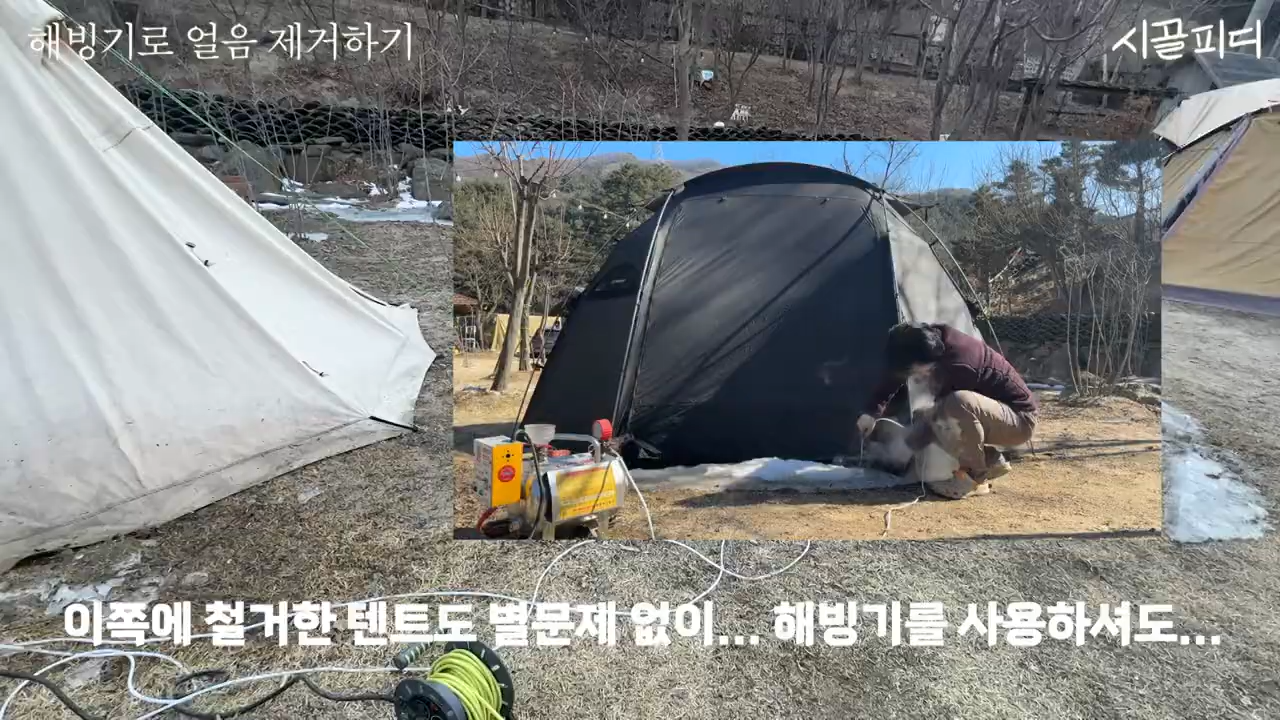 해빙기로 얼음 제거하기
시골피디
이쪽에 철거한 텐트도 별문제 없이... 해빙기를 사용하셔도...